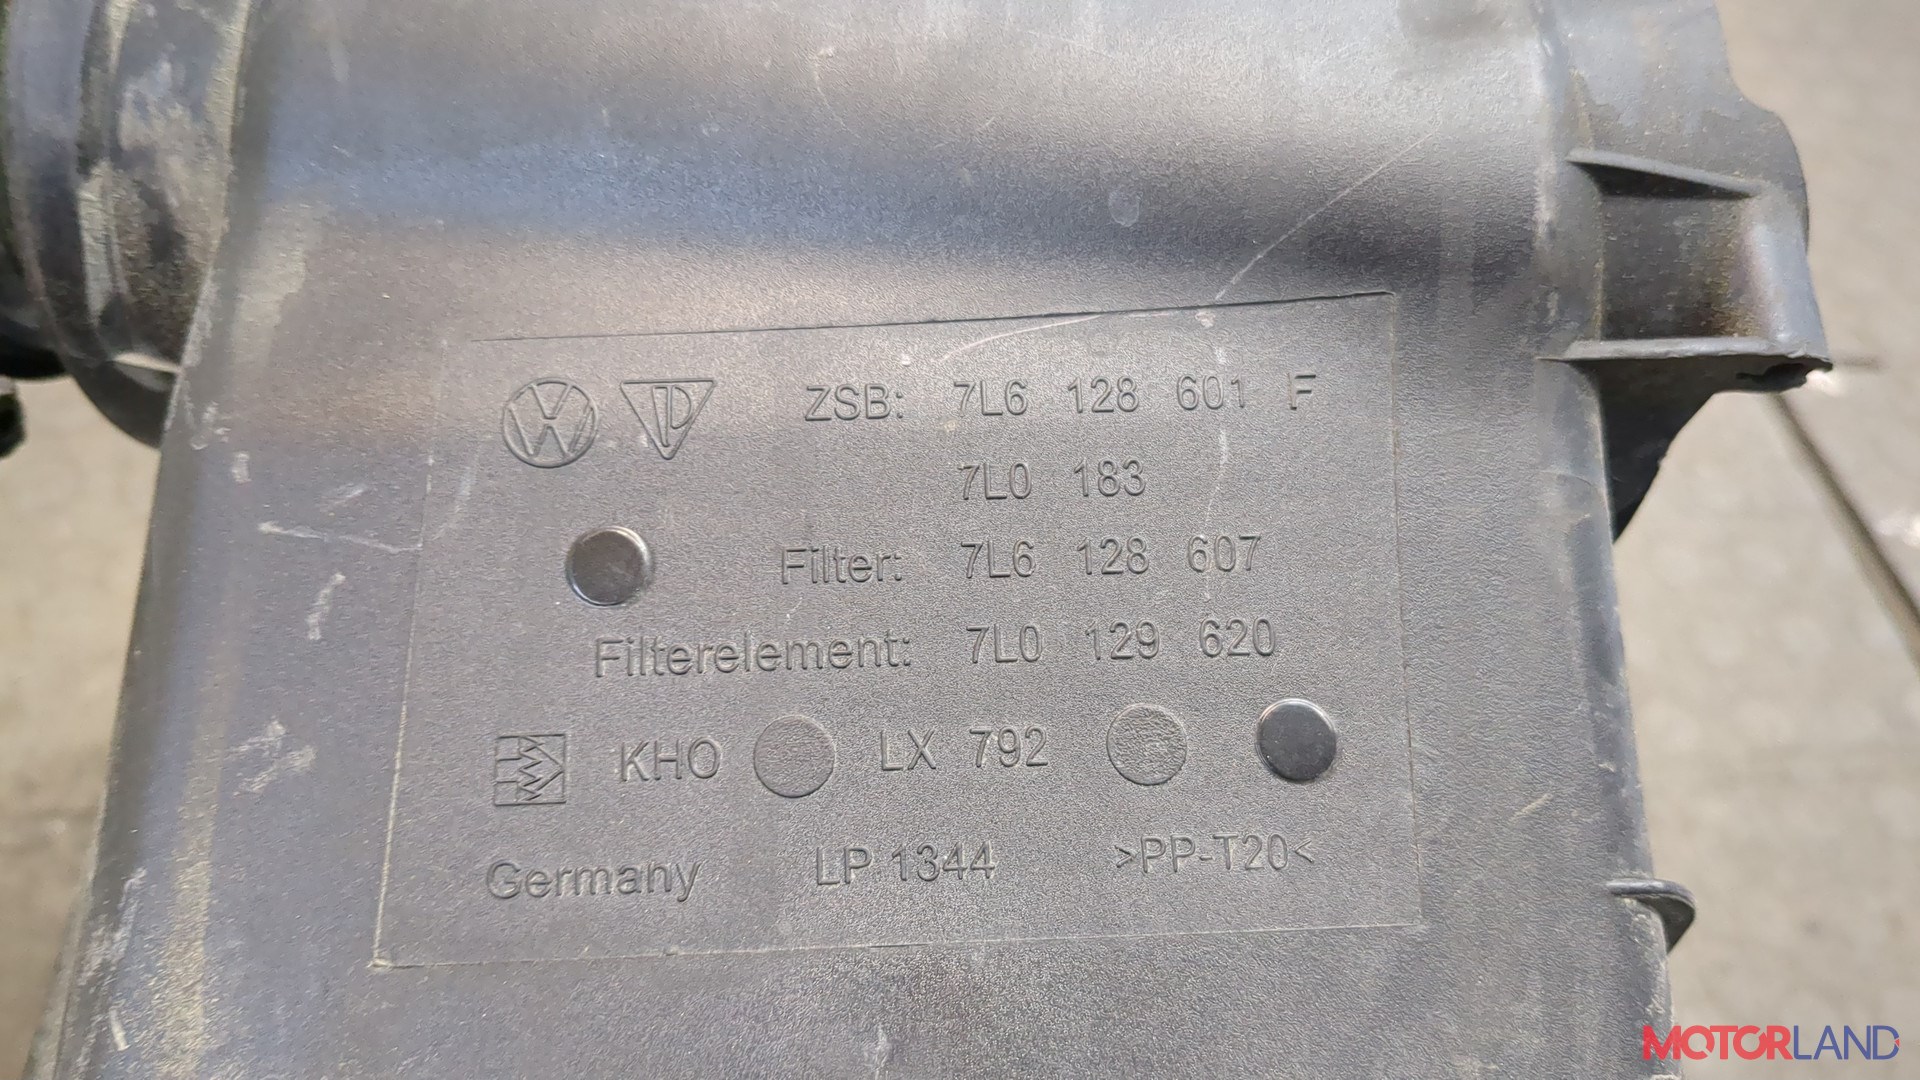 ZSB: 7L6 128 601 F
7L0 183
Filter: 7L6 128 607
Filterelement: 7L0 129 620
KHO LX 792
Germany LP 1344 >PP-T20<
MOTORLAND